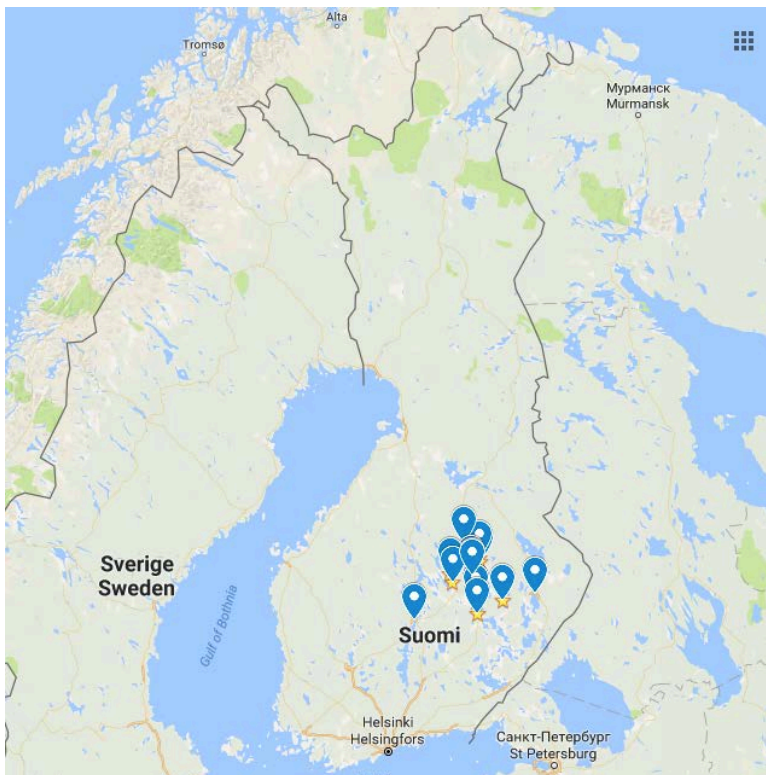 Alta
Tromsø
Мурманск
Murmansk
Sverige
Sweden
Gulf of Bothnia
Suomi
Helsinki
Helsingfors
Санкт-Петербург
St Petersburg